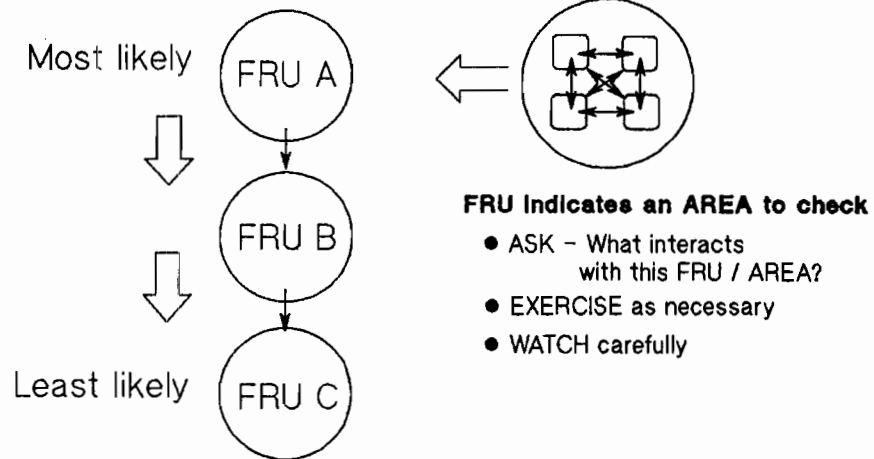 Most likely
FRU A
FRU B
Least likely
FRU C
FRU Indicates an AREA to check
● ASK - What interacts
with this FRU / AREA?
● EXERCISE as necessary
● WATCH carefully